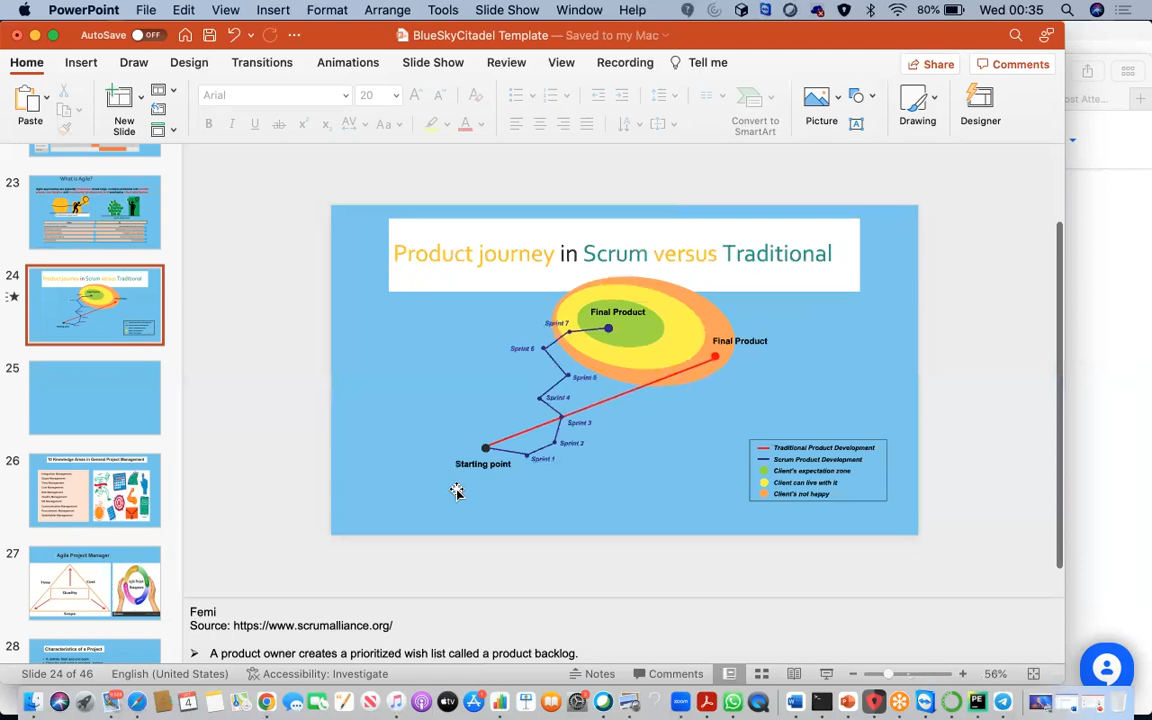 PowerPoint File Edit View Insert Format Arrange Tools Slide Show Window Help 80% Wed 00:35
AutoSave OFF BlueSkyCitadel Template — Saved to my Mac
Home Insert Draw Design Transitions Animations Slide Show Review View Recording Tell me Share Comments
Arial 20
Paste New Slide Convert to SmartArt Picture Drawing Designer
23
What is Agile?
24
Product journey in Scrum versus Traditional
25
26
10 Knowledge Areas in General Project Management
27
Agile Project Manager
Time Cost
Quality
Scope
28
Characteristics of a Project
Product journey in Scrum versus Traditional
Final Product
Sprint 7
Final Product
Sprint 6
Sprint 5
Sprint 4
Sprint 3
Sprint 2
Sprint 1
Starting point
Traditional Product Development
Scrum Product Development
Client's expectation zone
Client can live with it
Client's not happy
Femi
Source: https://www.scrumalliance.org/
➢ A product owner creates a prioritized wish list called a product backlog.
Slide 24 of 46 English (United States) Accessibility: Investigate Notes Comments 56%